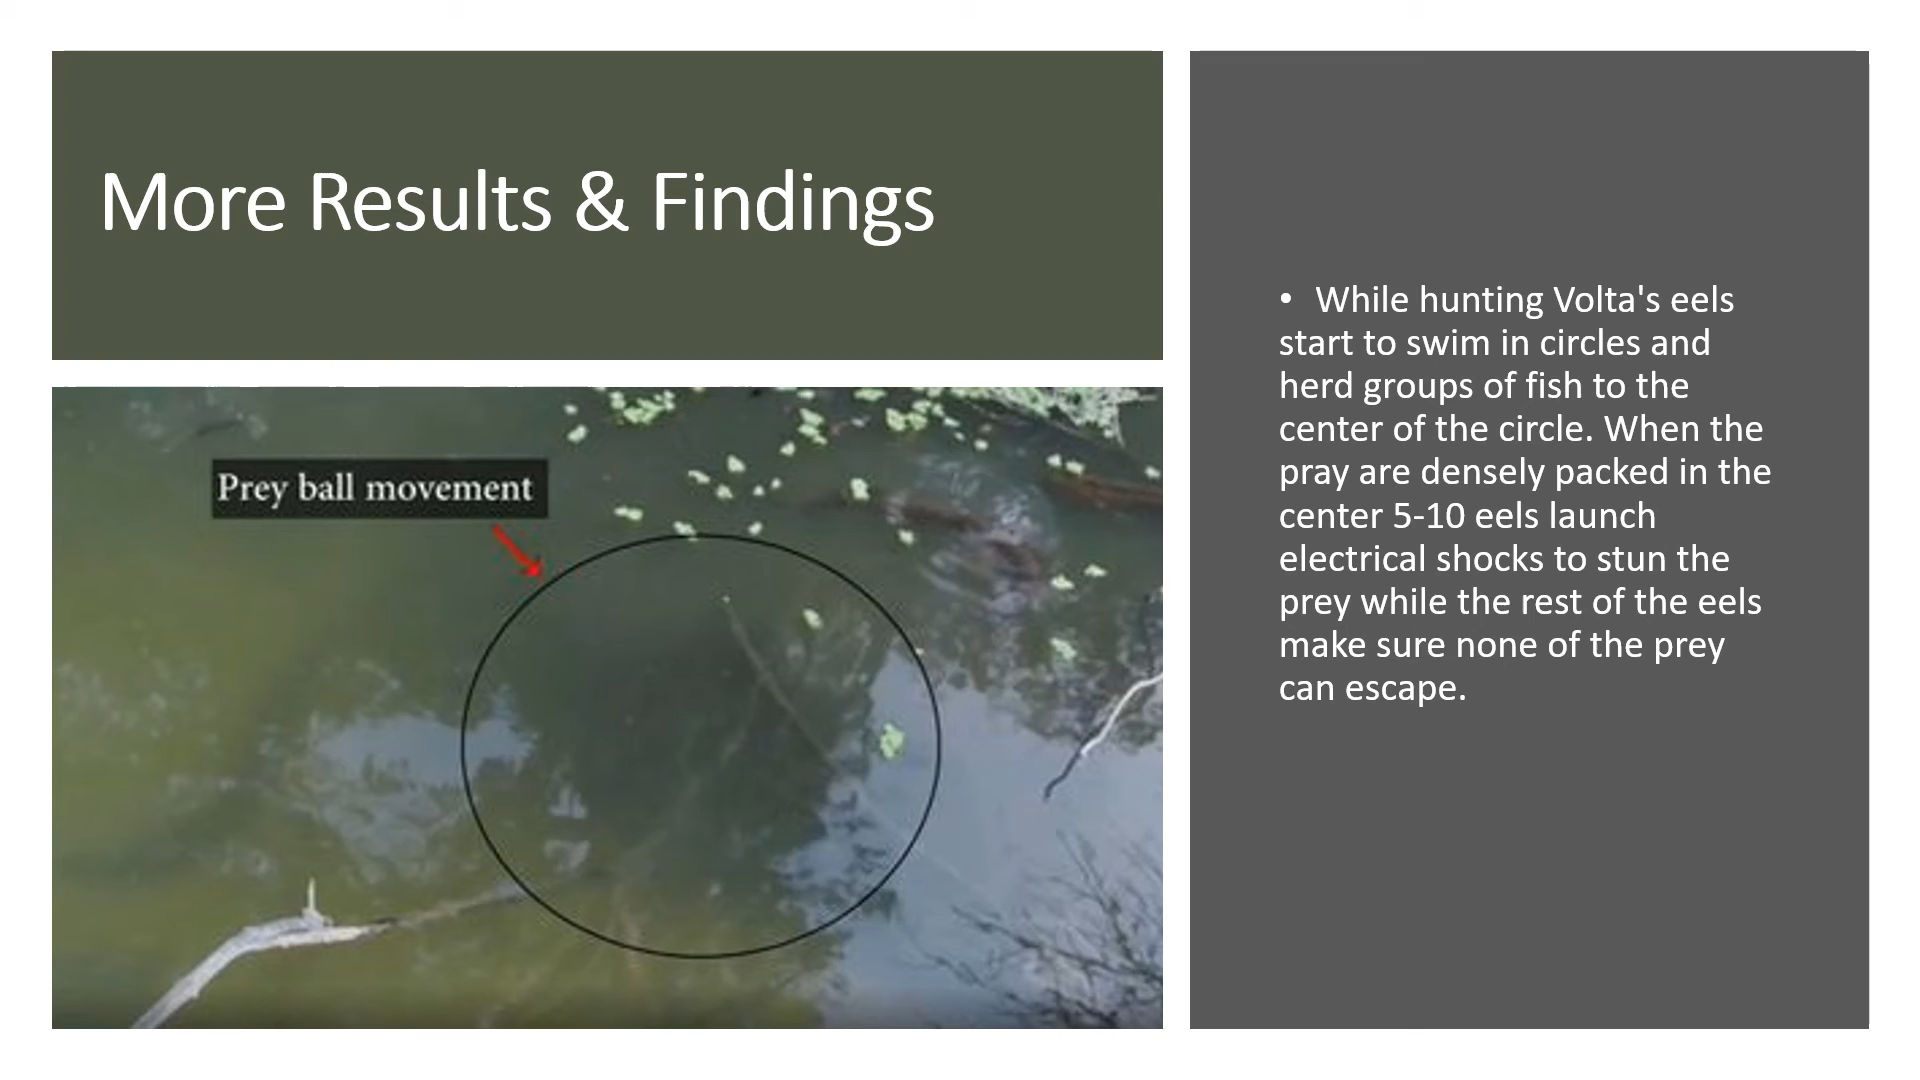 More Results & Findings
Prey ball movement
• While hunting Volta's eels
start to swim in circles and
herd groups of fish to the
center of the circle. When the
pray are densely packed in the
center 5-10 eels launch
electrical shocks to stun the
prey while the rest of the eels
make sure none of the prey
can escape.